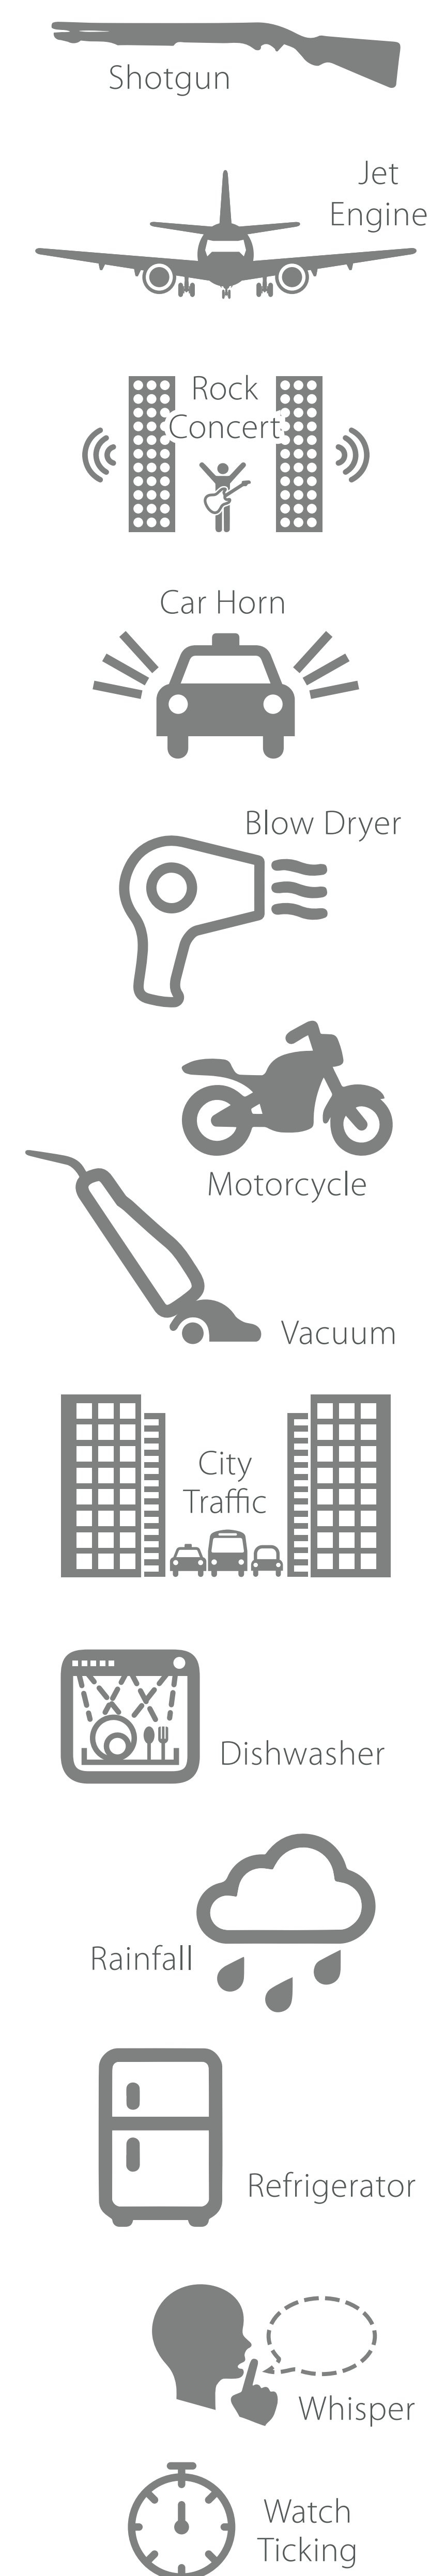 Shotgun
Jet
Engine
Rock
Concert
Car Horn
Blow Dryer
Motorcycle
Vacuum
City
Traffic
Dishwasher
Rainfall
Refrigerator
Whisper
Watch
Ticking